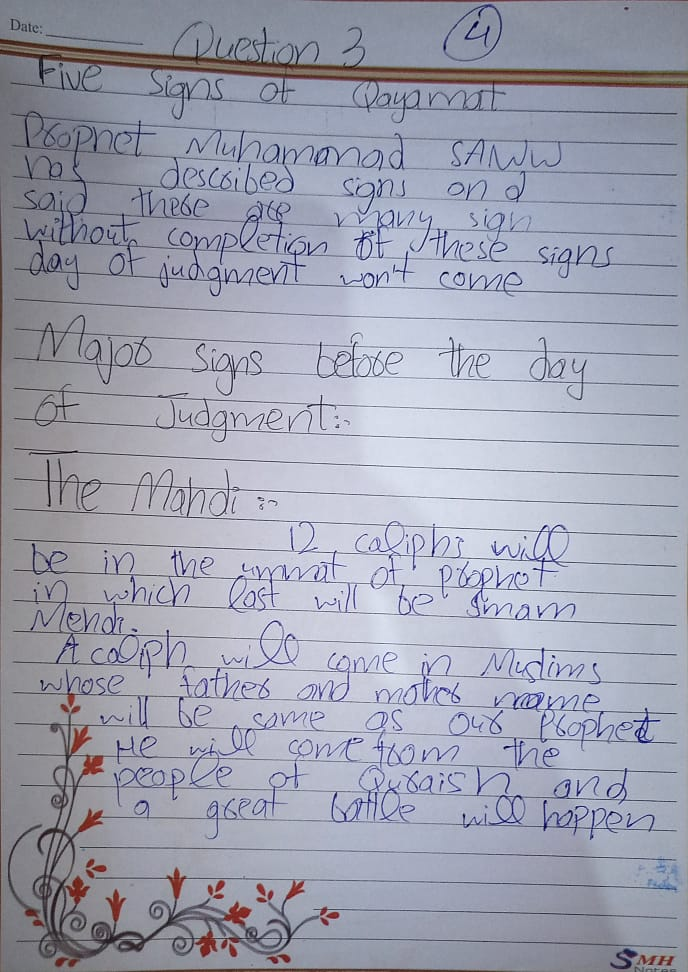 Date:
Question 3
4
Five Signs of Qayamat
Prophet Muhamamad SAWW
has described signs and
said these are many sign
without completion of these signs
day of judgment won't come
Major signs before the day
of Judgment:-
The Mahdi:-
12 caliphs will
be in the ummat of prophet
in which last will be Imam
Mehdi.
A caliph will come in Muslims
whose father and mother name
will be same as our Prophet
He will come from the
people of Quraish and
a great battle will happen
SMH
Notes